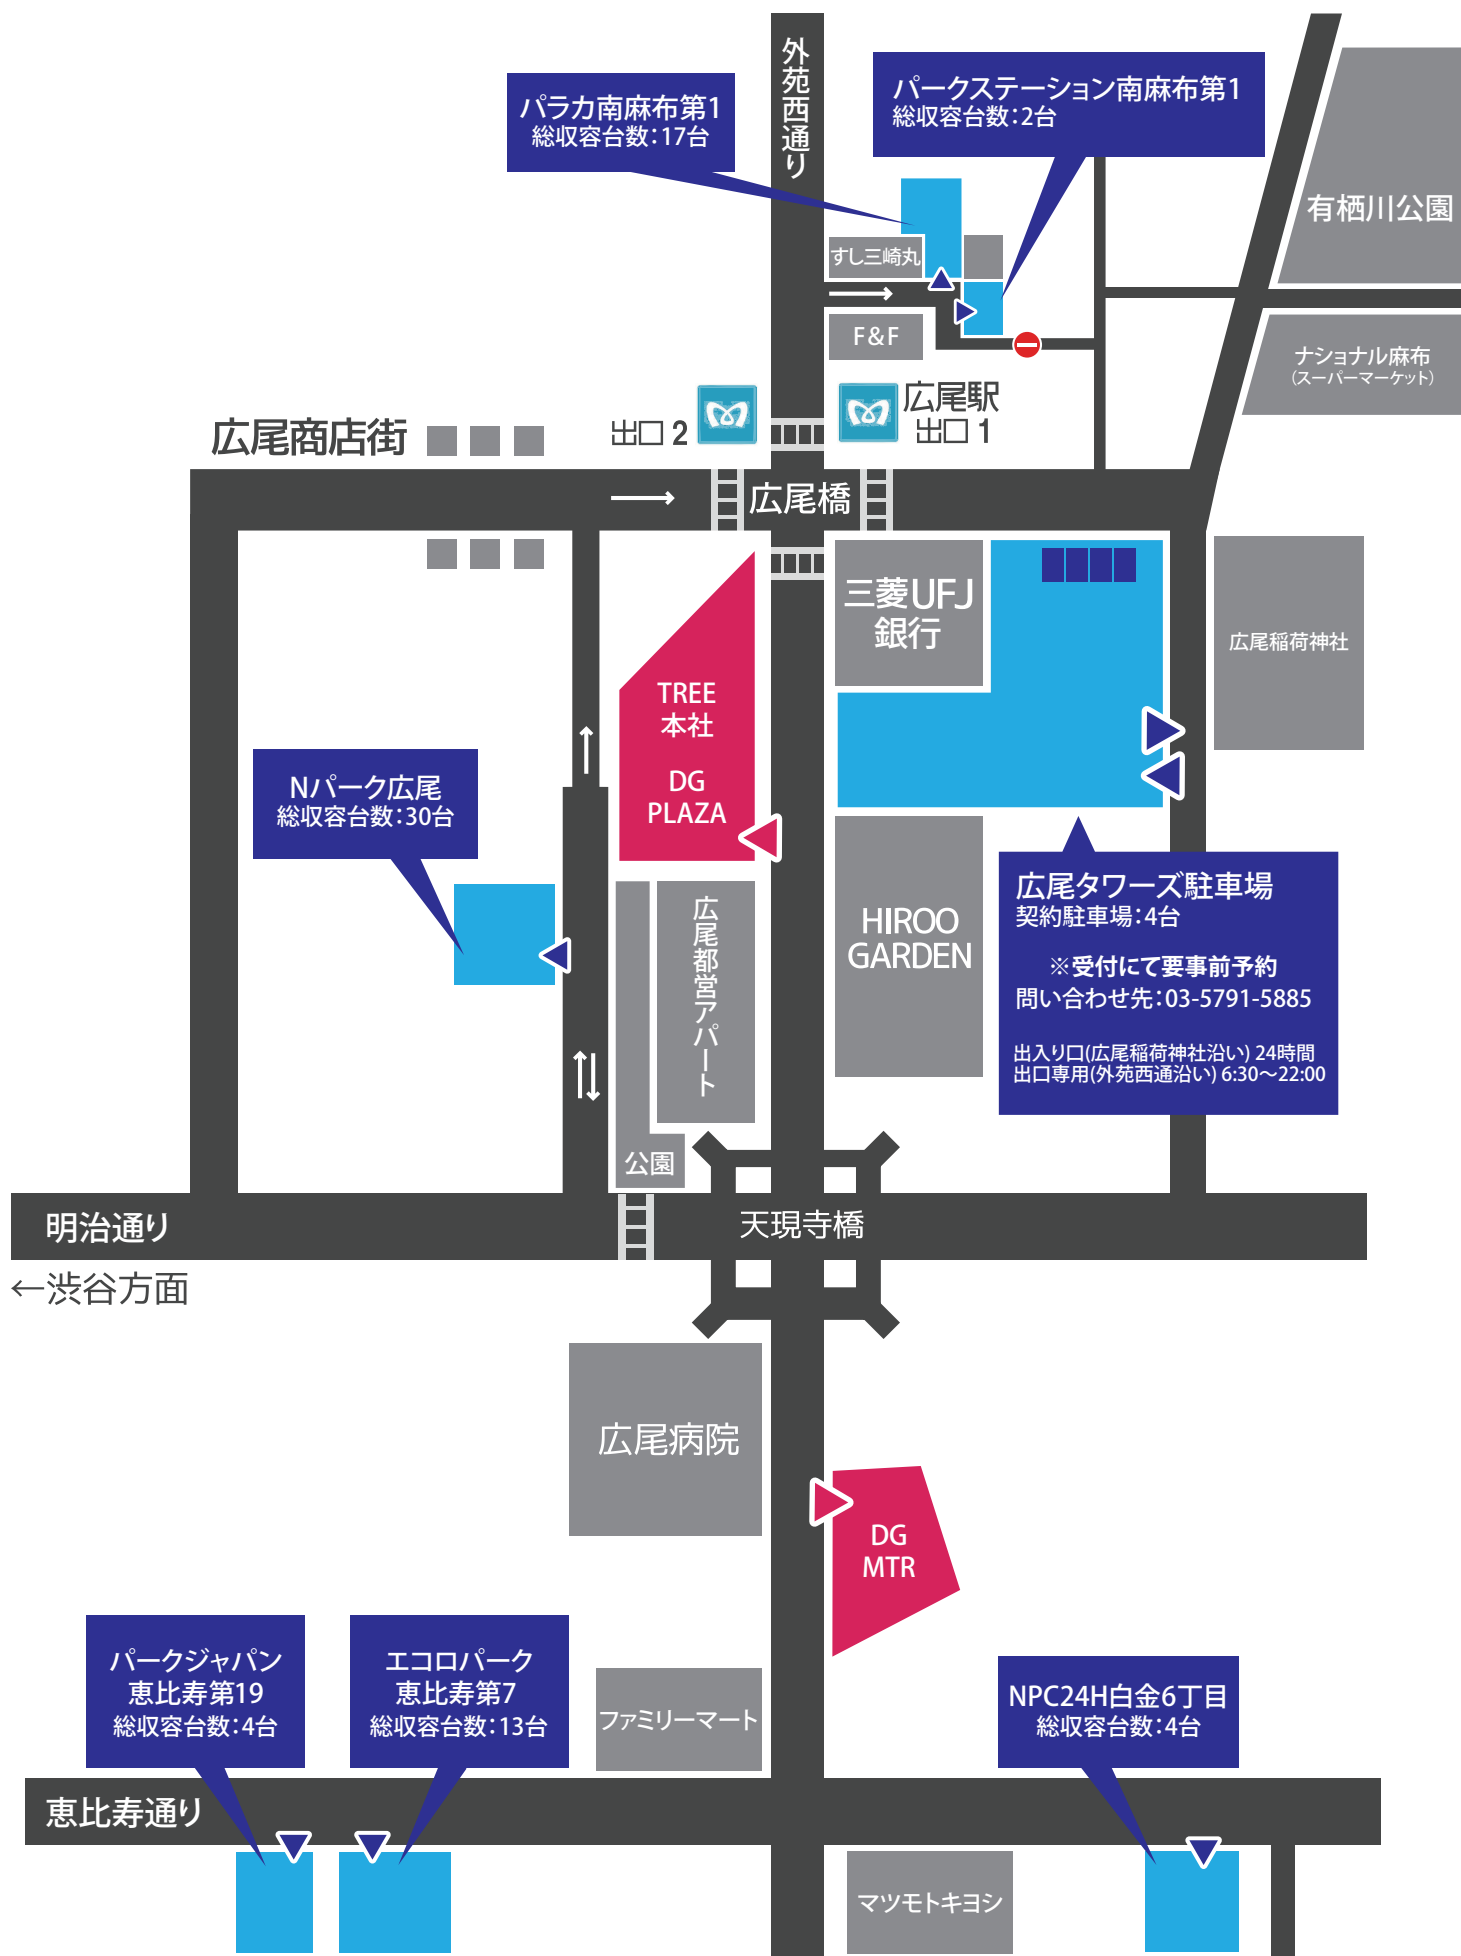 外苑西通り
パラカ南麻布第1
総収容台数：17台
パークステーション南麻布第1
総収容台数：2台
有栖川公園
すし三崎丸
F&F
ナショナル麻布
(スーパーマーケット)
広尾商店街
出口 2
広尾駅
出口 1
広尾橋
三菱UFJ
銀行
広尾稲荷神社
TREE
本社
DG
PLAZA
Nパーク広尾
総収容台数：30台
広尾都営アパート
HIROO
GARDEN
広尾タワーズ駐車場
契約駐車場：4台
※受付にて要事前予約
問い合わせ先：03-5791-5885
出入り口(広尾稲荷神社沿い) 24時間
出口専用(外苑西通沿い) 6:30～22:00
公園
明治通り
天現寺橋
←渋谷方面
広尾病院
DG
MTR
パークジャパン
恵比寿第19
総収容台数：4台
エコロパーク
恵比寿第7
総収容台数：13台
ファミリーマート
NPC24H白金6丁目
総収容台数：4台
恵比寿通り
マツモトキヨシ